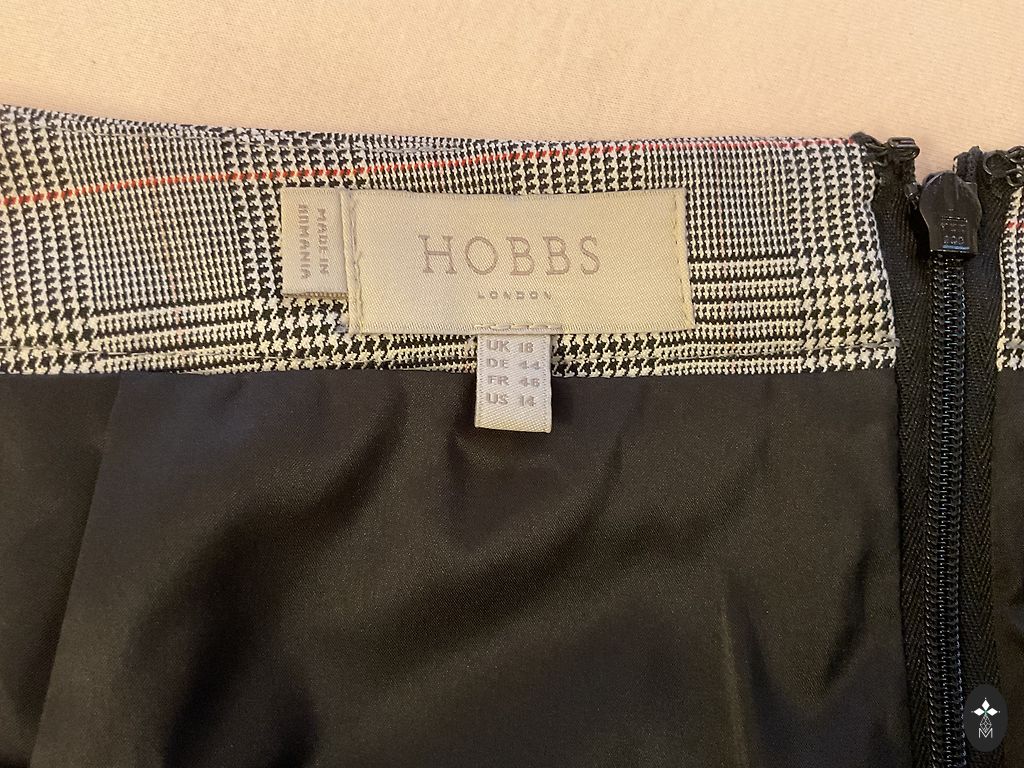 MADE IN
ROMANIA
HOBBS
LONDON
UK 18
DE 44
FR 46
US 14